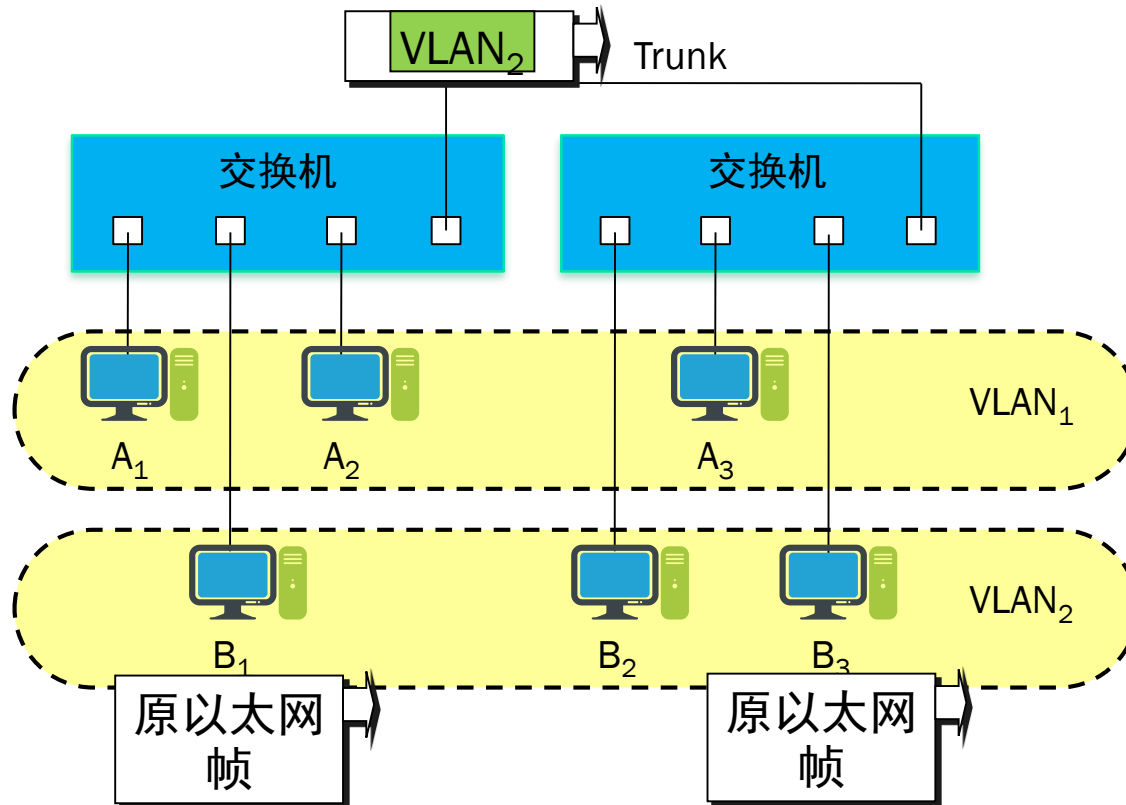 VLAN₂
Trunk
交换机
交换机
A₁
A₂
A₃
VLAN₁
B₁
B₂
B₃
VLAN₂
原以太网
帧
原以太网
帧